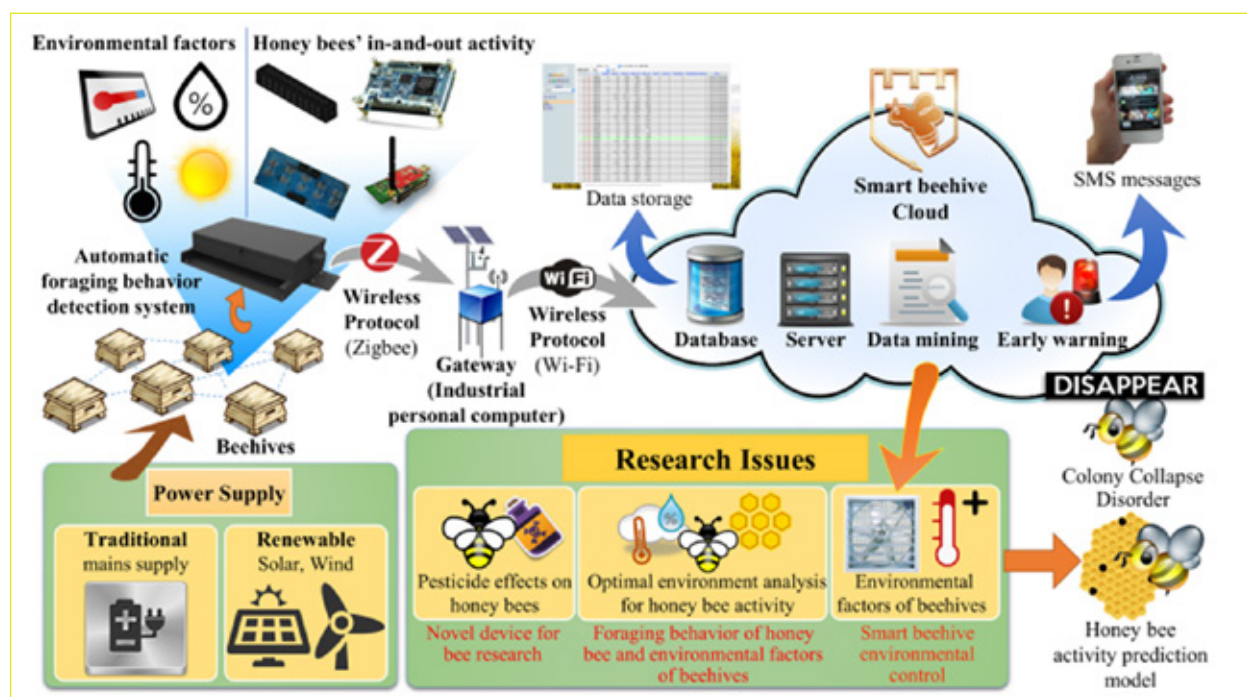 Environmental factors
Honey bees' in-and-out activity
%
Automatic
foraging behavior
detection system
Z
Wireless
Protocol
(Zigbee)
Gateway
(Industrial
personal computer)
Wi Fi
Wireless
Protocol
(Wi-Fi)
Beehives
Data storage
Smart beehive
Cloud
Database
Server
Data mining
Early warning
SMS messages
Power Supply
Traditional
mains supply
Renewable
Solar, Wind
Research Issues
Pesticide effects on
honey bees
Novel device for
bee research
%
Optimal environment analysis
for honey bee activity
Foraging behavior of honey
bee and environmental factors
of beehives
Environmental
factors of beehives
Smart beehive
environmental
control
DISAPPEAR
Colony Collapse
Disorder
Honey bee
activity prediction
model